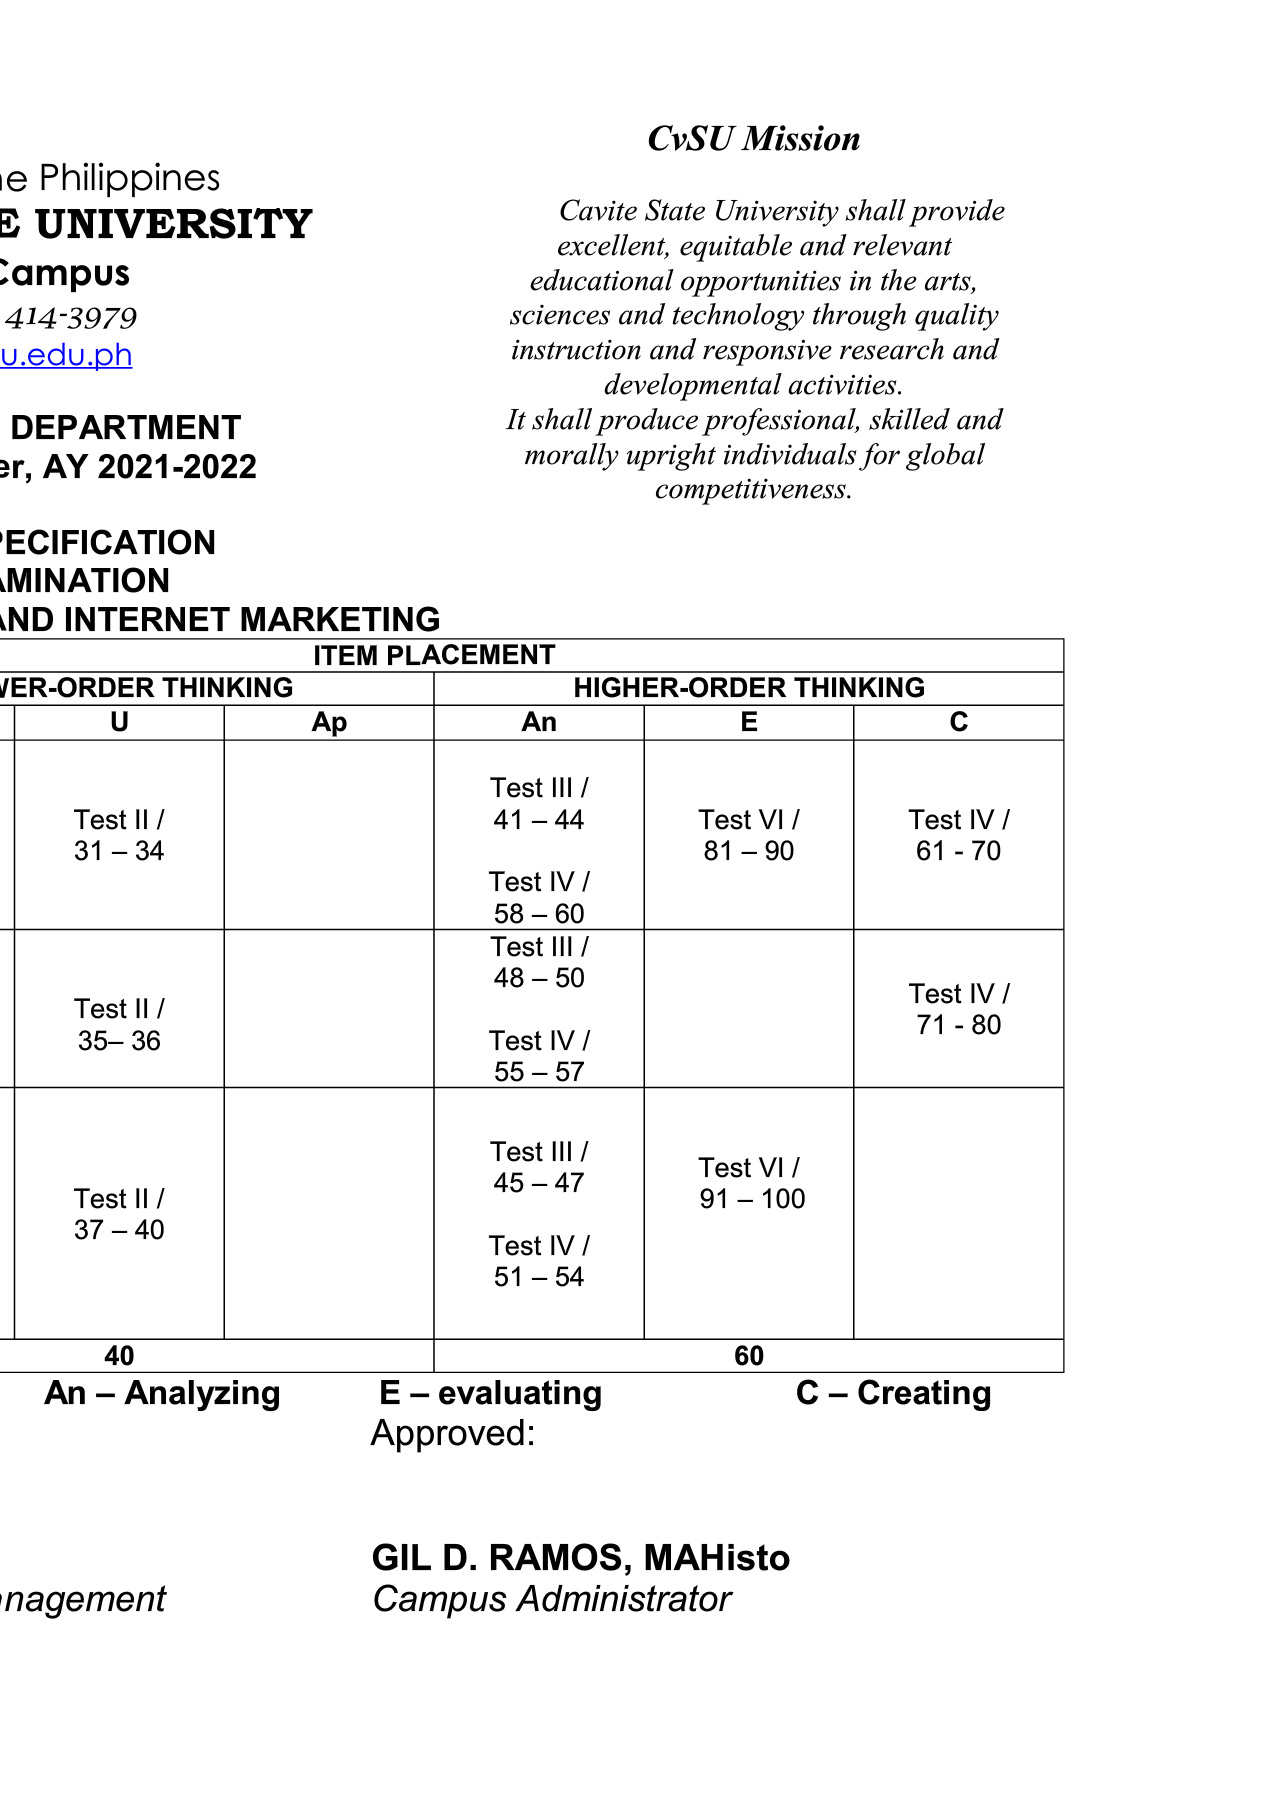 CvSU Mission
he Philippines
E UNIVERSITY
Campus
414-3979
u.edu.ph
DEPARTMENT
er, AY 2021-2022
Cavite State University shall provide
excellent, equitable and relevant
educational opportunities in the arts,
sciences and technology through quality
instruction and responsive research and
developmental activities.
It shall produce professional, skilled and
morally upright individuals for global
competitiveness.
PECIFICATION
AMINATION
AND INTERNET MARKETING
ITEM PLACEMENT
WER-ORDER THINKING HIGHER-ORDER THINKING
U Ap An E C
Test II /
31 – 34
Test III /
41 – 44
Test IV /
58 – 60
Test VI /
81 – 90
Test IV /
61 - 70
Test II /
35– 36
Test III /
48 – 50
Test IV /
55 – 57
Test IV /
71 - 80
Test II /
37 – 40
Test III /
45 – 47
Test IV /
51 – 54
Test VI /
91 – 100
40 60
An – Analyzing E – evaluating C – Creating
Approved:
GIL D. RAMOS, MAHisto
nagement Campus Administrator